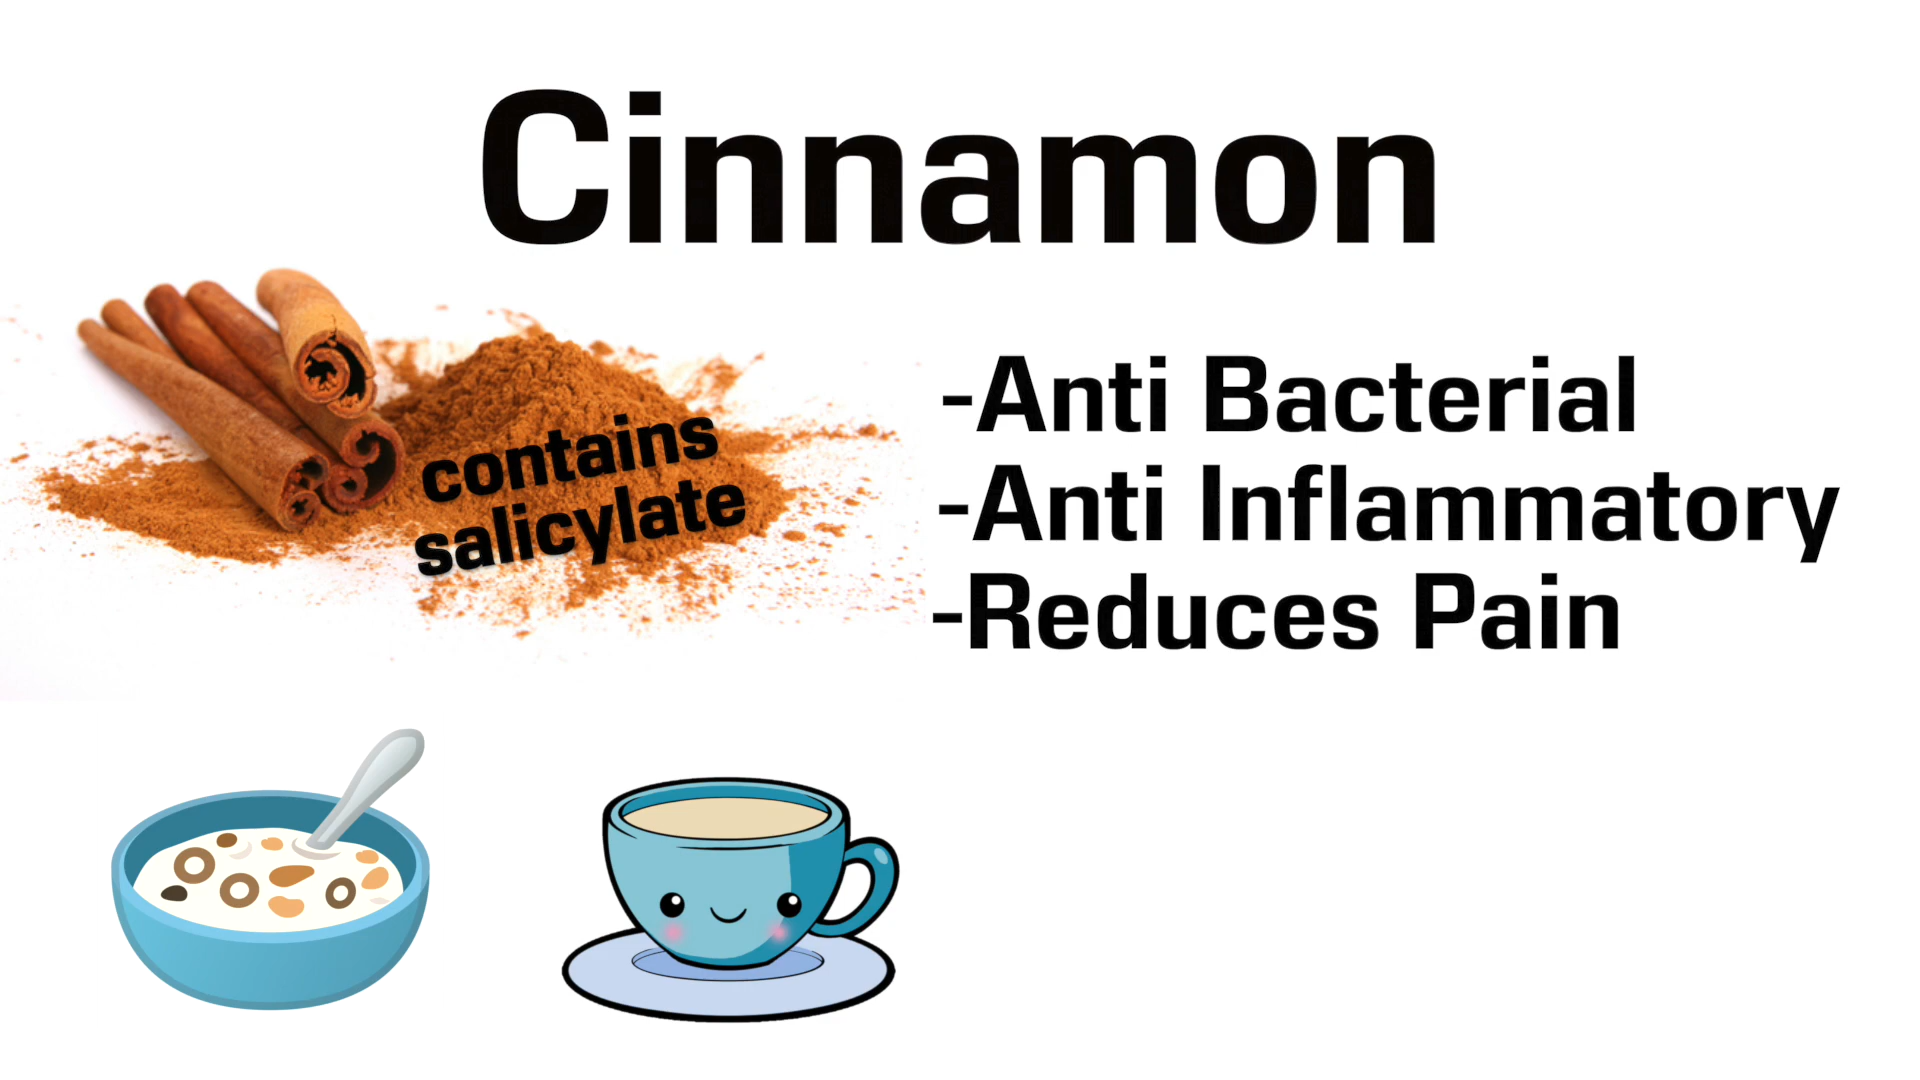 Cinnamon
contains
salicylate
-Anti Bacterial
-Anti Inflammatory
-Reduces Pain